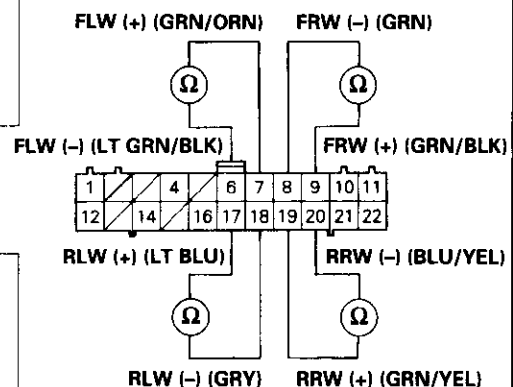 FLW (+) (GRN/ORN) FRW (–) (GRN)
Ω Ω
FLW (–) (LT GRN/BLK) FRW (+) (GRN/BLK)
1 4 6 7 8 9 10 11
12 14 16 17 18 19 20 21 22
RLW (+) (LT BLU) RRW (–) (BLU/YEL)
Ω Ω
RLW (–) (GRY) RRW (+) (GRN/YEL)